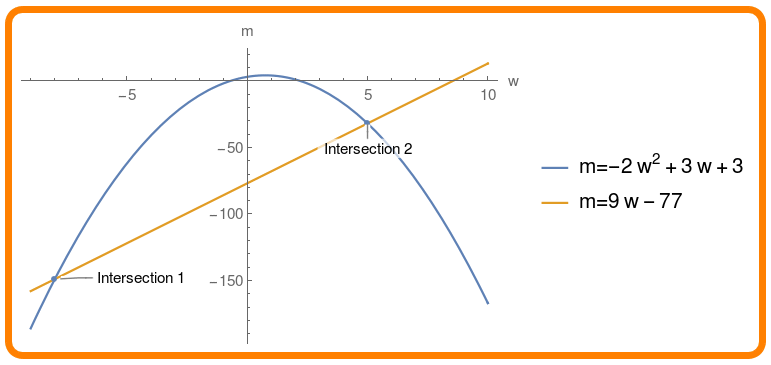 m
w
−5
5
10
−50
−100
−150
Intersection 2
Intersection 1
m=−2 w² + 3 w + 3
m=9 w − 77